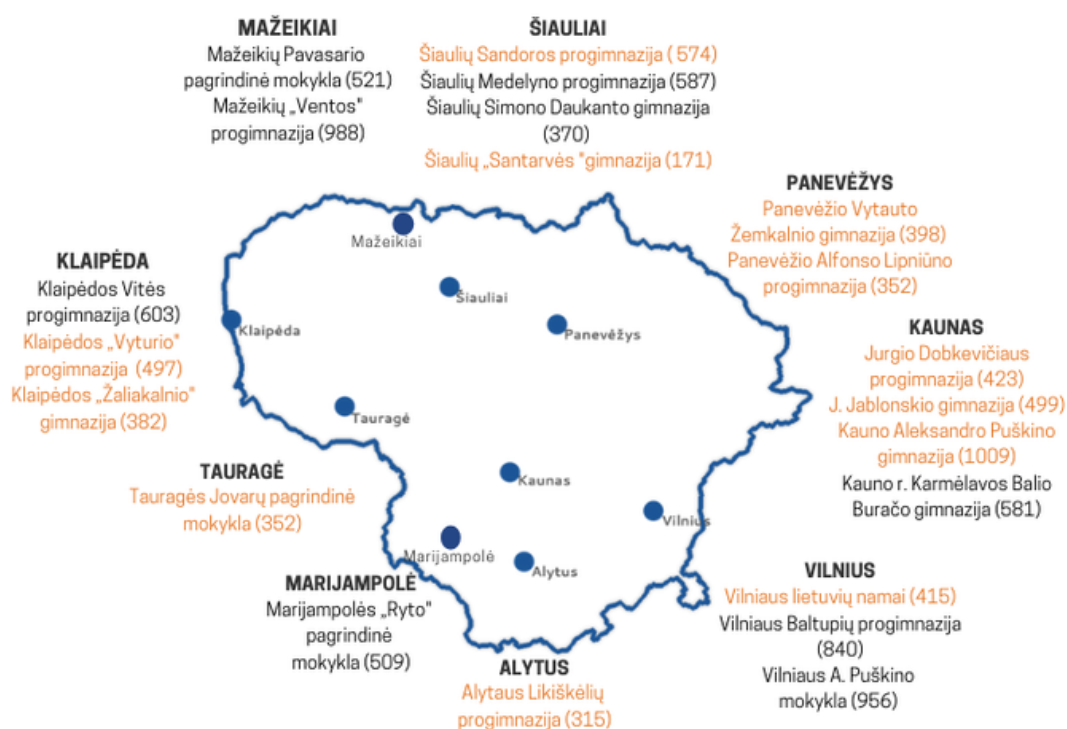 MAŽEIKIAI
Mažeikių Pavasario
pagrindinė mokykla (521)
Mažeikių „Ventos"
progimnazija (988)
ŠIAULIAI
Šiaulių Sandoros progimnazija ( 574)
Šiaulių Medelyno progimnazija (587)
Šiaulių Simono Daukanto gimnazija
(370)
Šiaulių „Santarvės "gimnazija (171)
PANEVĖŽYS
Panevėžio Vytauto
Žemkalnio gimnazija (398)
Panevėžio Alfonso Lipniūno
progimnazija (352)
KLAIPĖDA
Klaipėdos Vitės
progimnazija (603)
Klaipėdos „Vyturio"
progimnazija (497)
Klaipėdos „Žaliakalnio"
gimnazija (382)
Mažeikiai
Šiauliai
Klaipėda
Panevėžys
Tauragė
Kaunas
Vilnius
Marijampolė
Alytus
KAUNAS
Jurgio Dobkevičiaus
progimnazija (423)
J. Jablonskio gimnazija (499)
Kauno Aleksandro Puškino
gimnazija (1009)
Kauno r. Karmėlavos Balio
Buračo gimnazija (581)
TAURAGĖ
Tauragės Jovarų pagrindinė
mokykla (352)
MARIJAMPOLĖ
Marijampolės „Ryto"
pagrindinė
mokykla (509)
ALYTUS
Alytaus Likiškėlių
progimnazija (315)
VILNIUS
Vilniaus lietuvių namai (415)
Vilniaus Baltupių progimnazija
(840)
Vilniaus A. Puškino
mokykla (956)